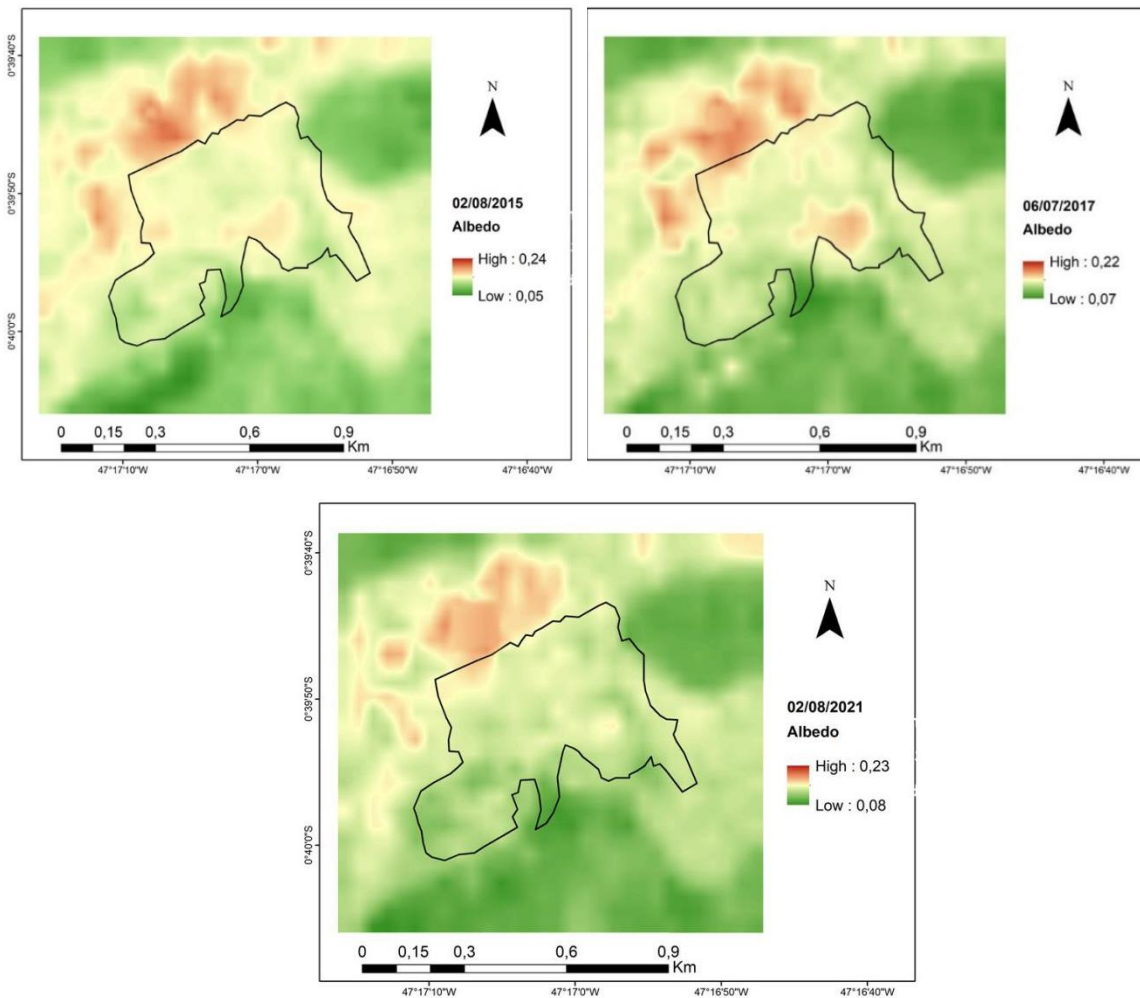 0°39'40"S
0°39'50"S
0°40'0"S
N
02/08/2015
Albedo
High : 0,24
Low : 0,05
0 0,15 0,3 0,6 0,9
Km
47°17'10"W 47°17'0"W 47°16'50"W 47°16'40"W
N
06/07/2017
Albedo
High : 0,22
Low : 0,07
0 0,15 0,3 0,6 0,9
Km
47°17'10"W 47°17'0"W 47°16'50"W 47°16'40"W
0°39'40"S
0°39'50"S
0°40'0"S
N
02/08/2021
Albedo
High : 0,23
Low : 0,08
0 0,15 0,3 0,6 0,9
Km
47°17'10"W 47°17'0"W 47°16'50"W 47°16'40"W